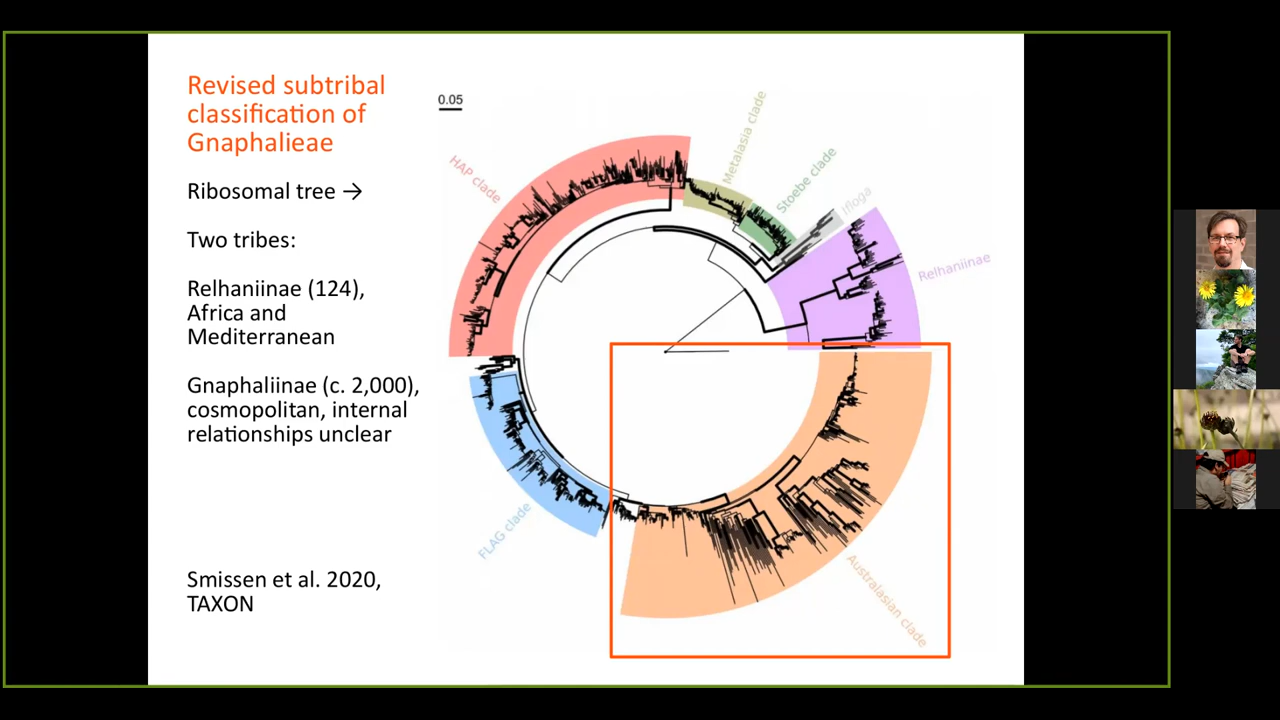 Revised subtribal
classification of
Gnaphalieae
Ribosomal tree →
Two tribes:
Relhaniinae (124),
Africa and
Mediterranean
Gnaphaliinae (c. 2,000),
cosmopolitan, internal
relationships unclear
Smissen et al. 2020,
TAXON
0.05
HAP clade
Metalasia clade
Stoebe clade
Ifloga
Relhaniinae
FLAG clade
Australasian clade